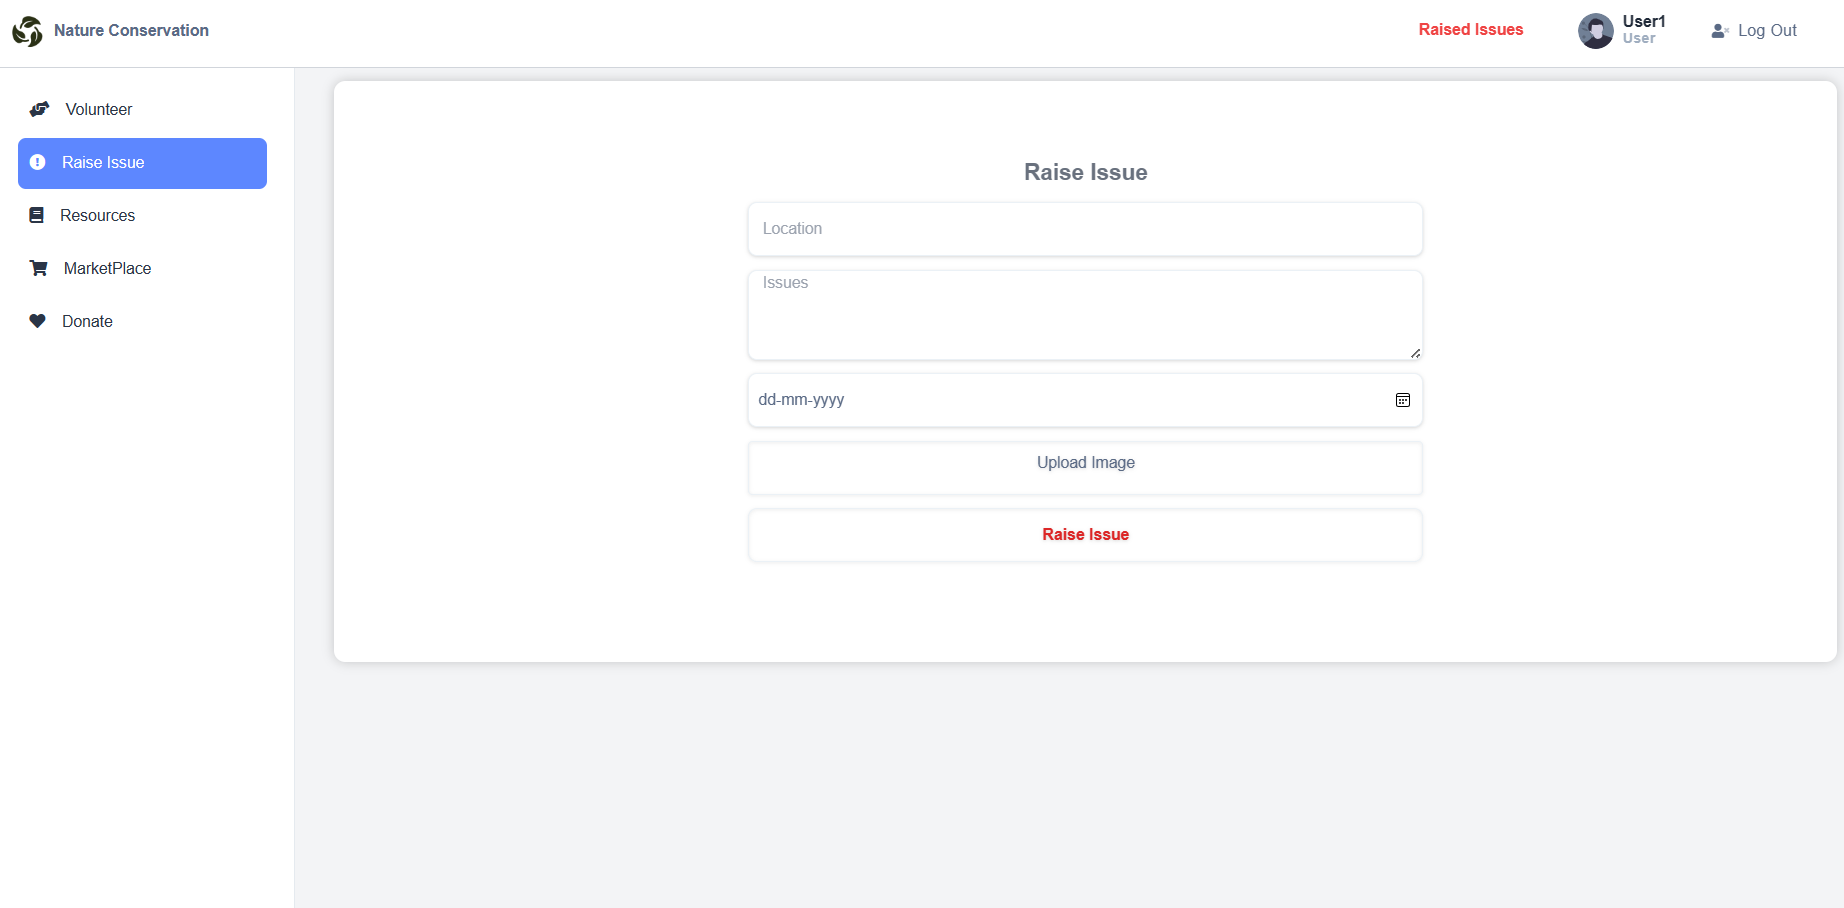 Nature Conservation
Raised Issues
User1
User
Log Out
Volunteer
Raise Issue
Resources
MarketPlace
Donate
Raise Issue
Location
Issues
dd-mm-yyyy
Upload Image
Raise Issue